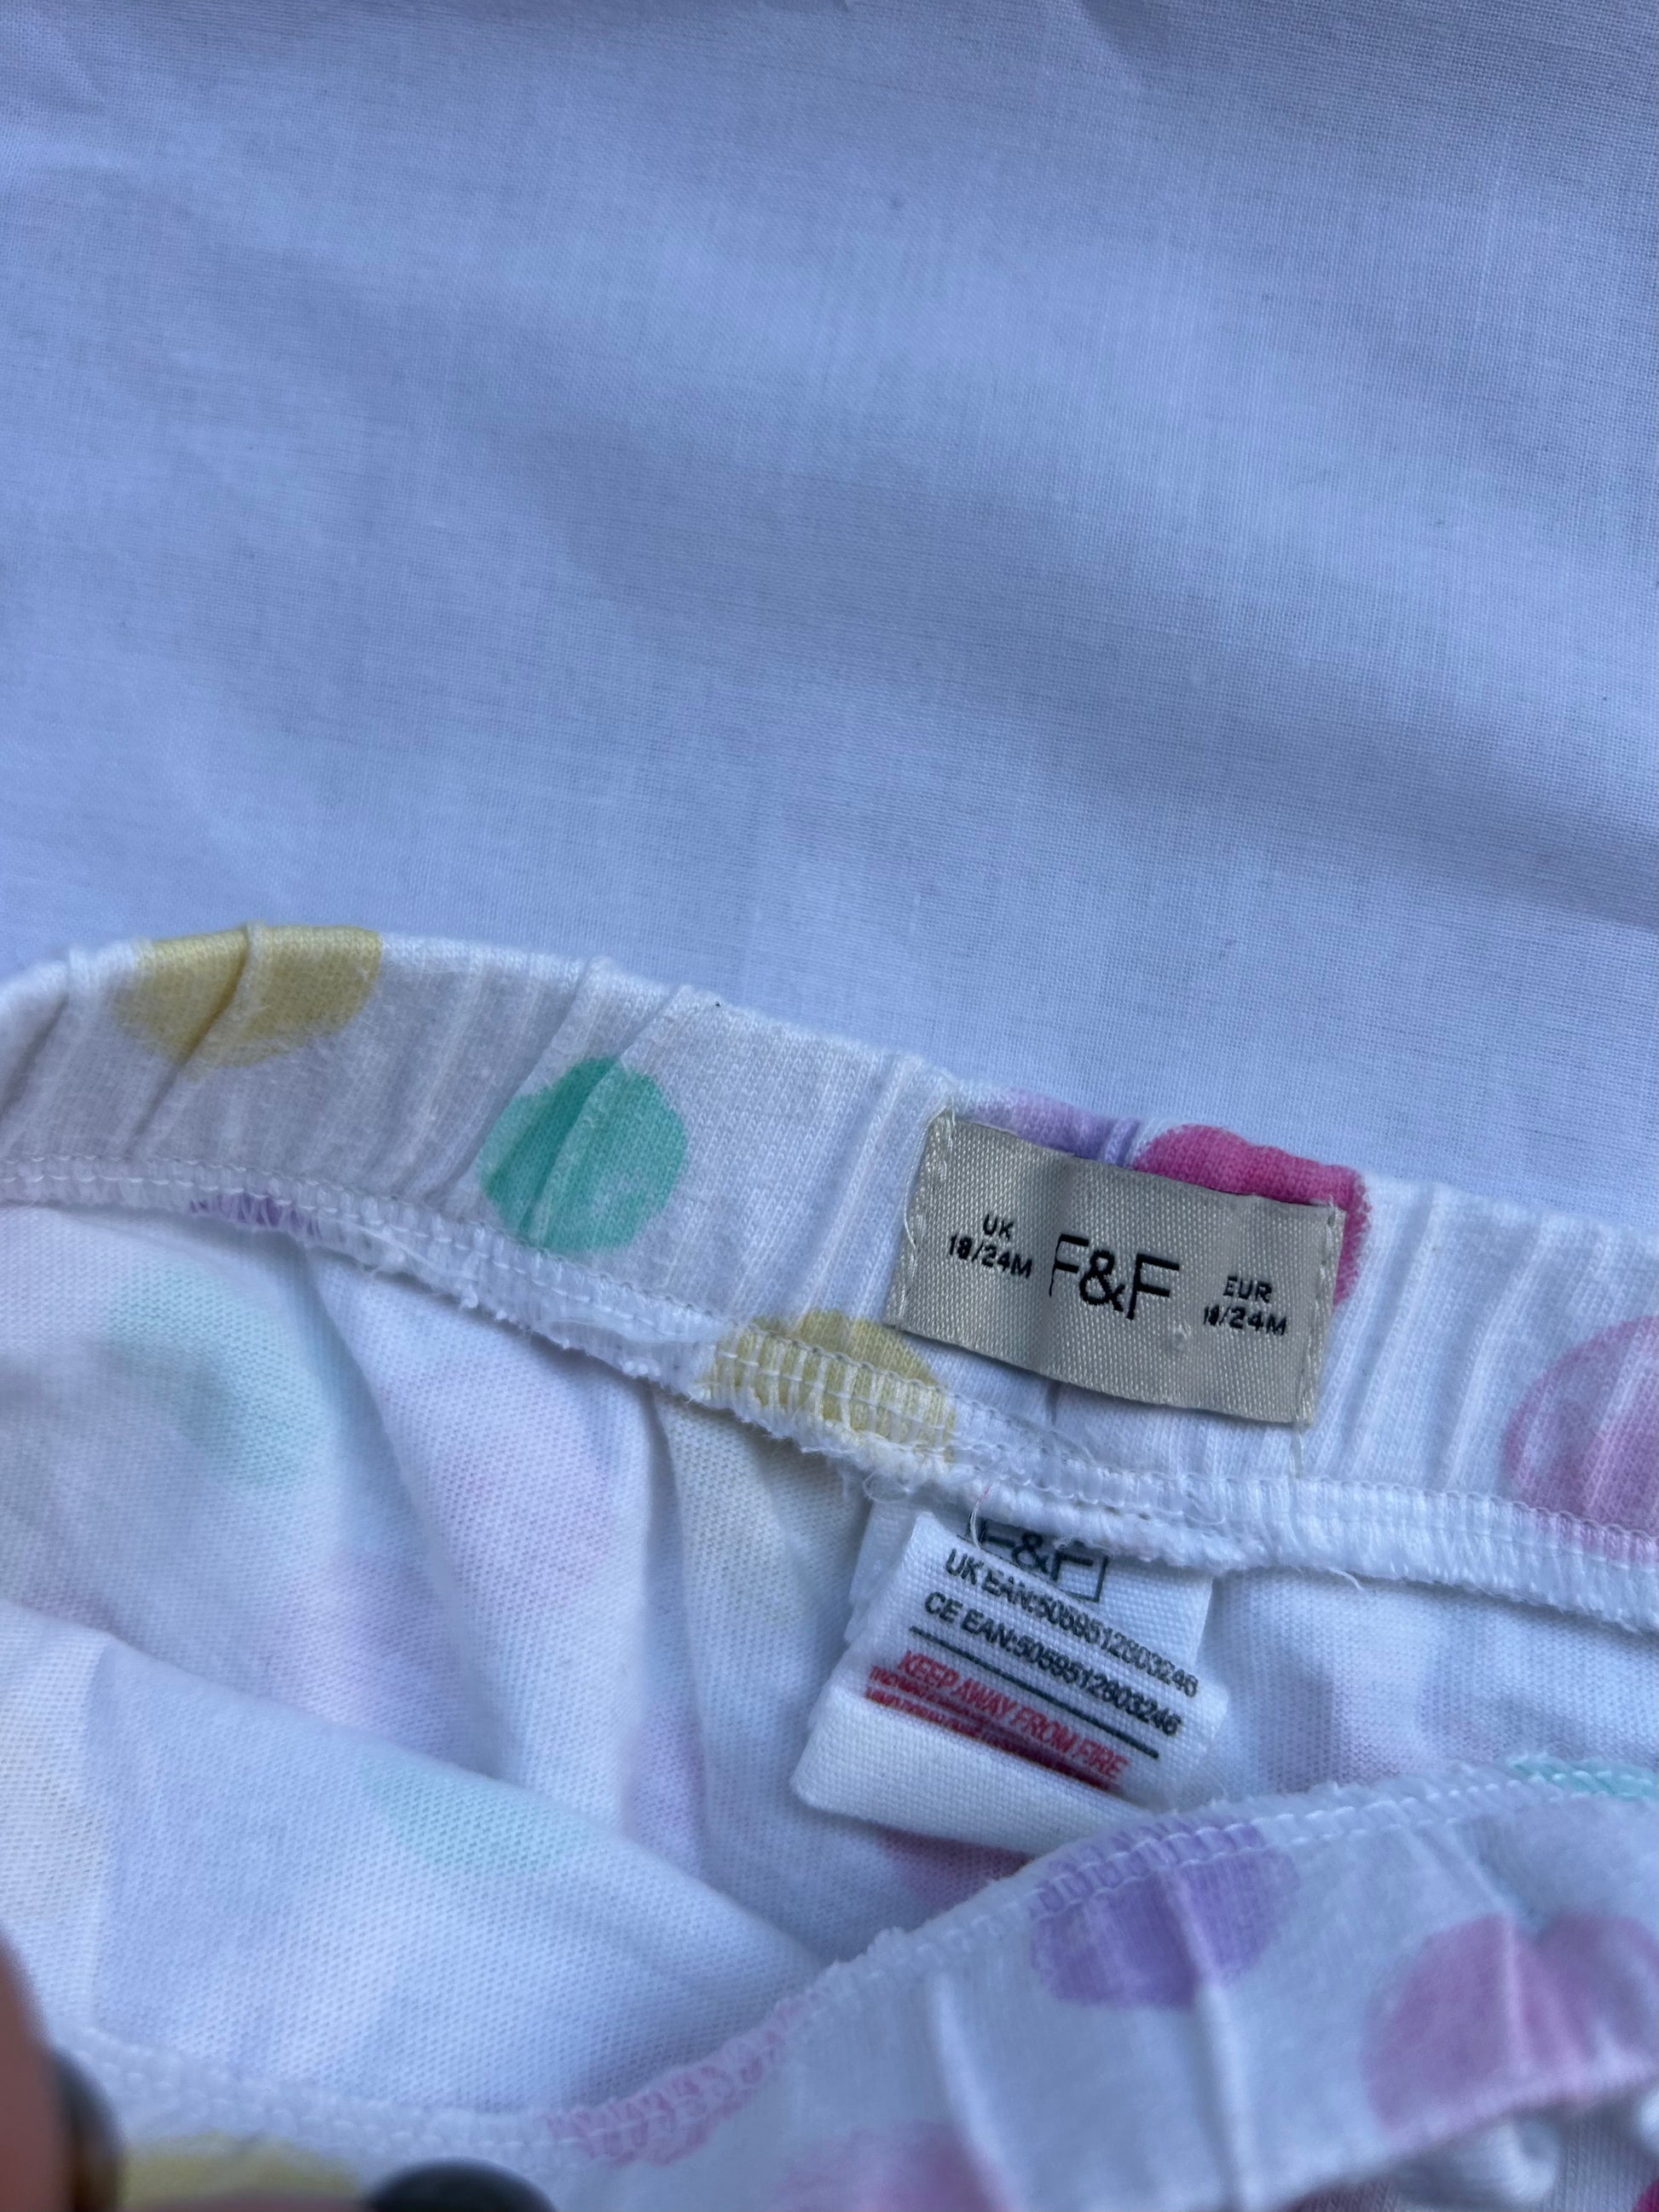 UK
18/24M
F&F
EUR
18/24M
F&F
UK EAN:5059512803246
CE EAN:5059512803246
KEEP AWAY FROM FIRE